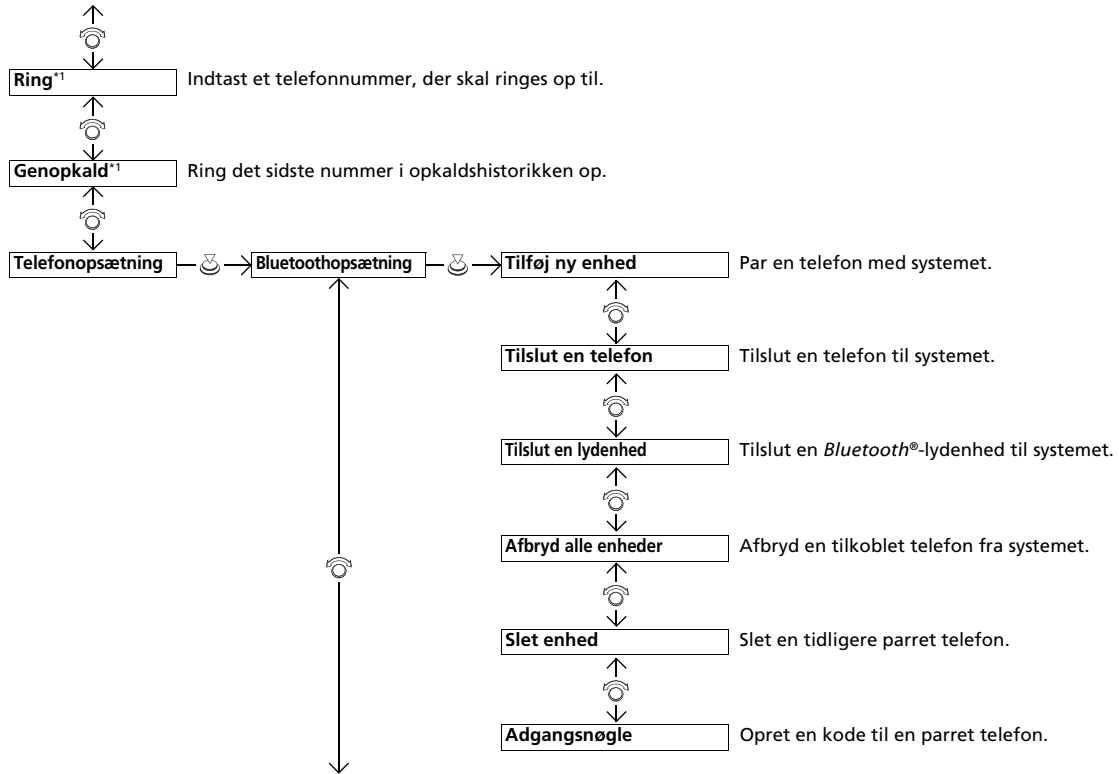 Ring*1 Indtast et telefonnummer, der skal ringes op til.
Genopkald*1 Ring det sidste nummer i opkaldshistorikken op.
Telefonopsætning Bluetoothopsætning Tilføj ny enhed Par en telefon med systemet.
Tilslut en telefon Tilslut en telefon til systemet.
Tilslut en lydenhed Tilslut en Bluetooth®-lydenhed til systemet.
Afbryd alle enheder Afbryd en tilkoblet telefon fra systemet.
Slet enhed Slet en tidligere parret telefon.
Adgangsnøgle Opret en kode til en parret telefon.